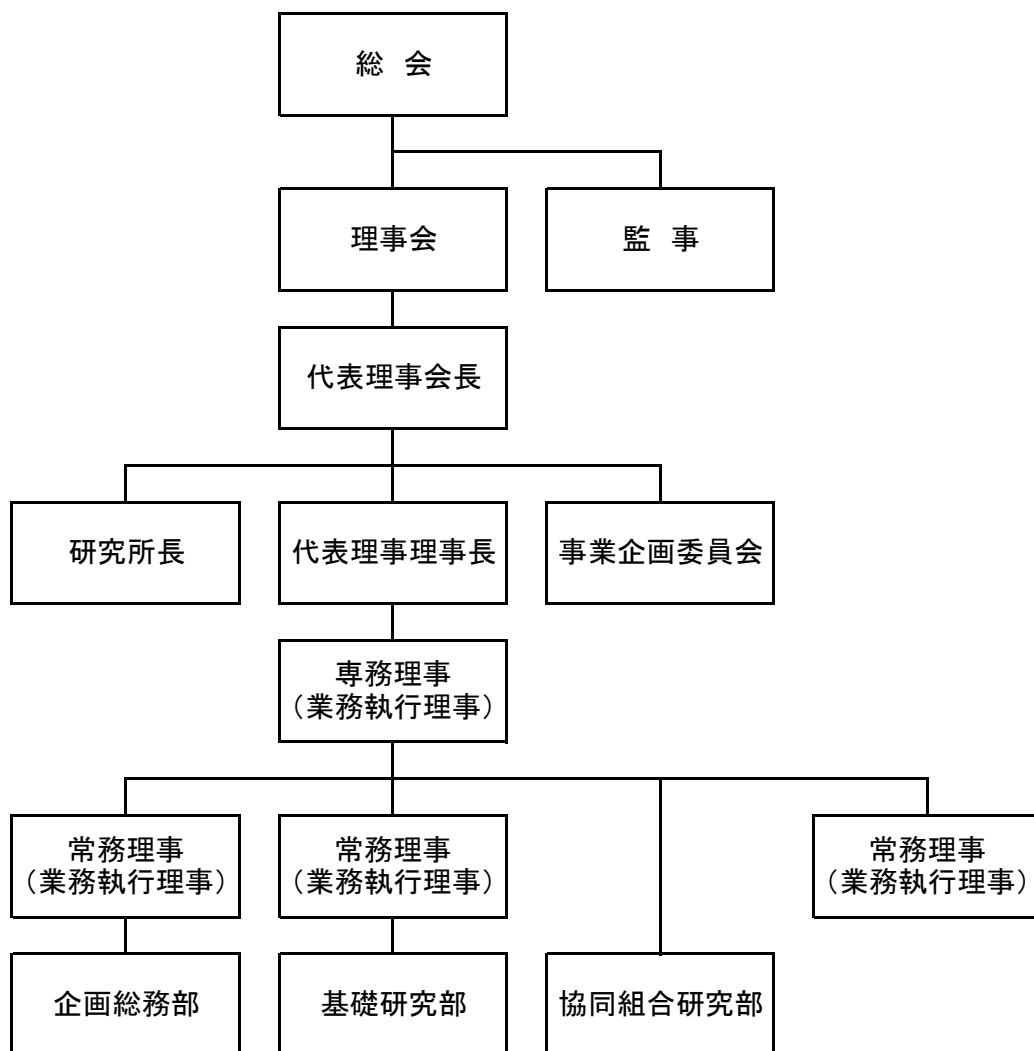 総 会
理事会
監 事
代表理事会長
研究所長
代表理事理事長
事業企画委員会
専務理事
（業務執行理事）
常務理事
（業務執行理事）
常務理事
（業務執行理事）
常務理事
（業務執行理事）
企画総務部
基礎研究部
協同組合研究部